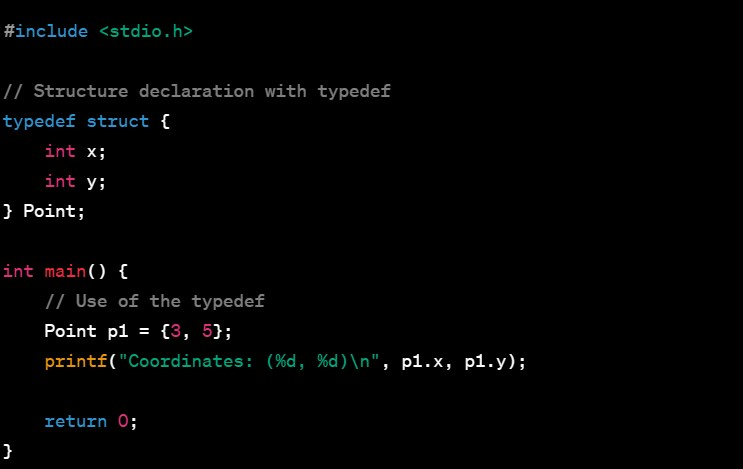 #include <stdio.h>
// Structure declaration with typedef
typedef struct {
    int x;
    int y;
} Point;
int main() {
    // Use of the typedef
    Point p1 = {3, 5};
    printf("Coordinates: (%d, %d)\n", p1.x, p1.y);
    return 0;
}